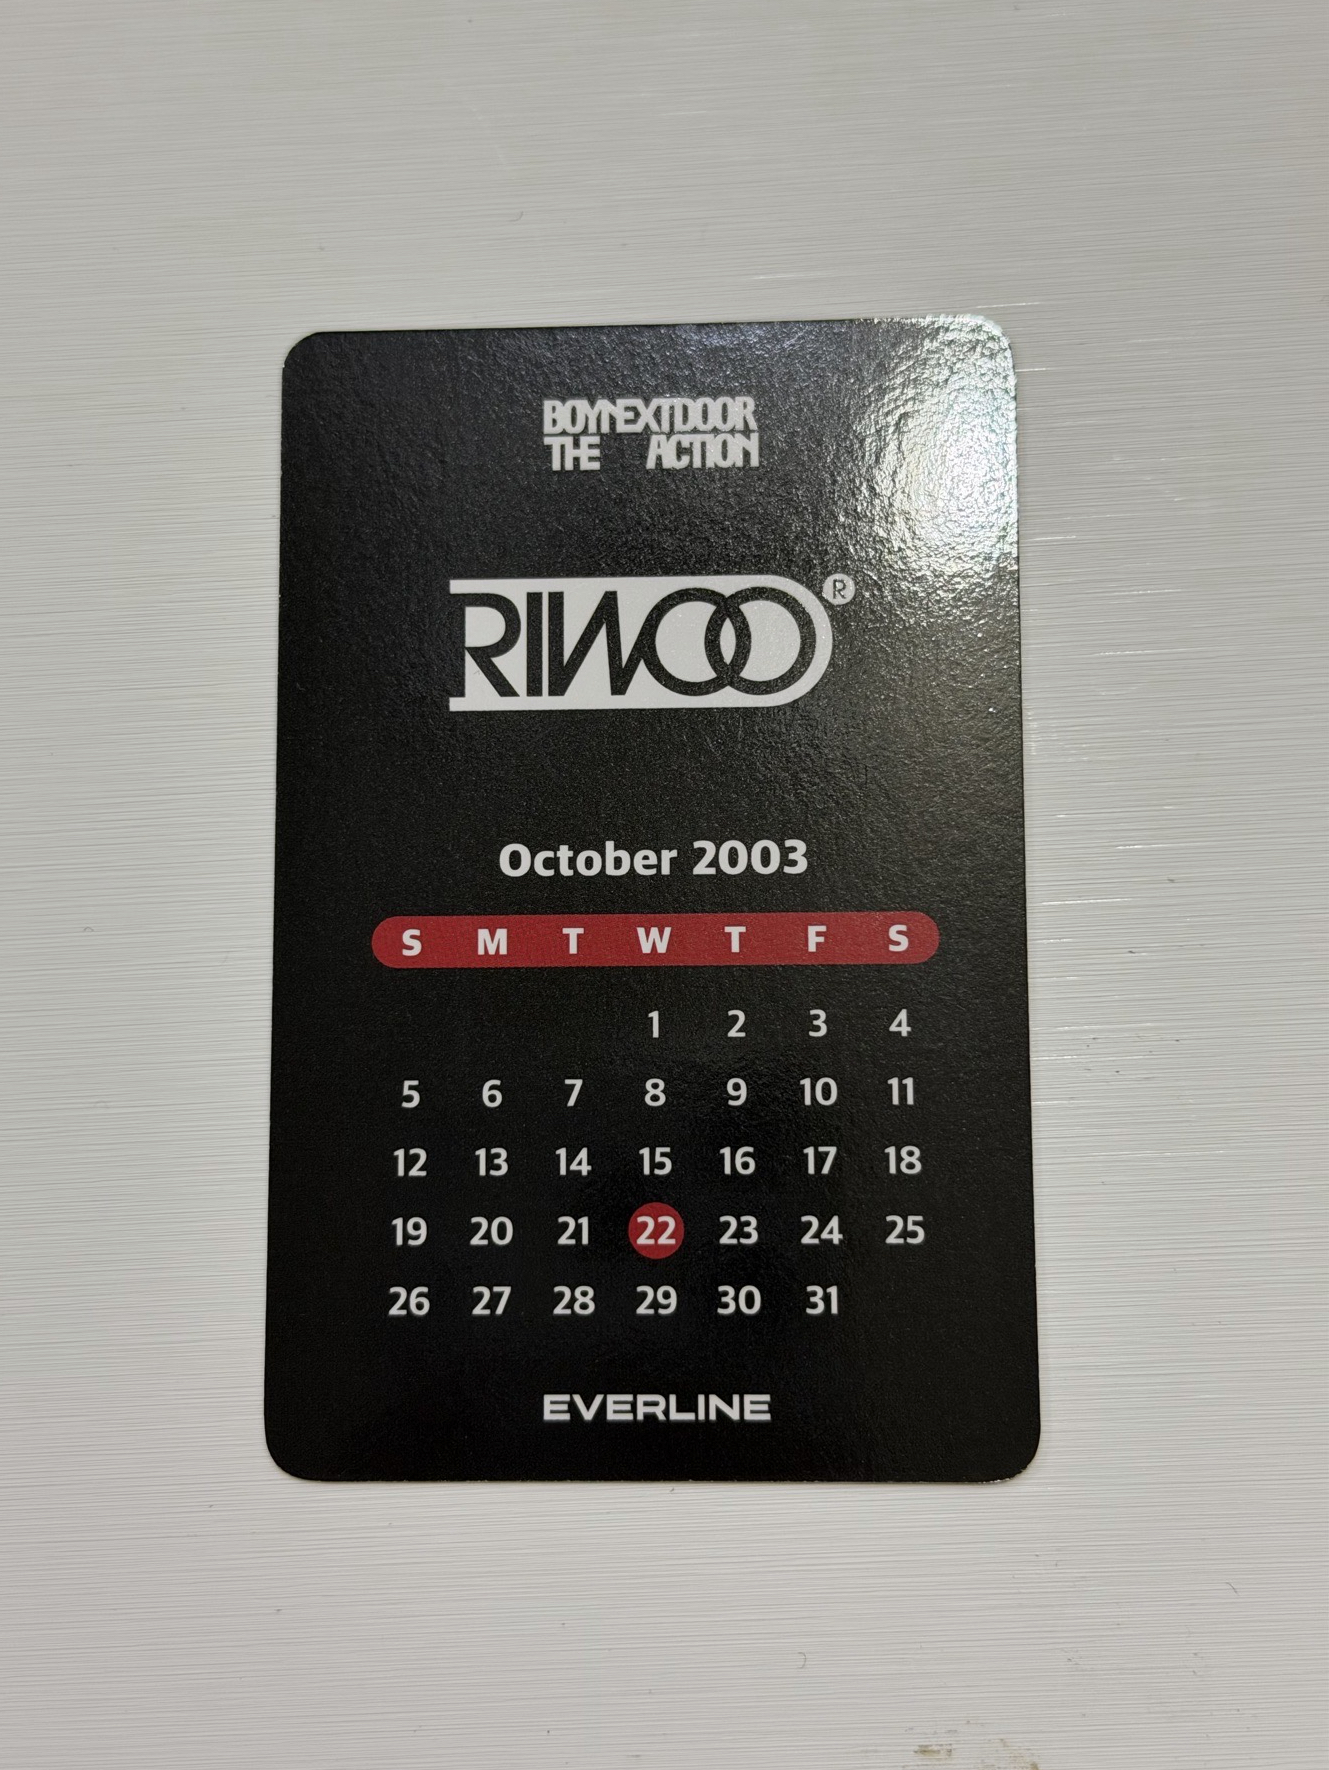 BOYNEXTDOOR
THE ACTION
RIWOO®
October 2003
S M T W T F S
1 2 3 4
5 6 7 8 9 10 11
12 13 14 15 16 17 18
19 20 21 22 23 24 25
26 27 28 29 30 31
EVERLINE